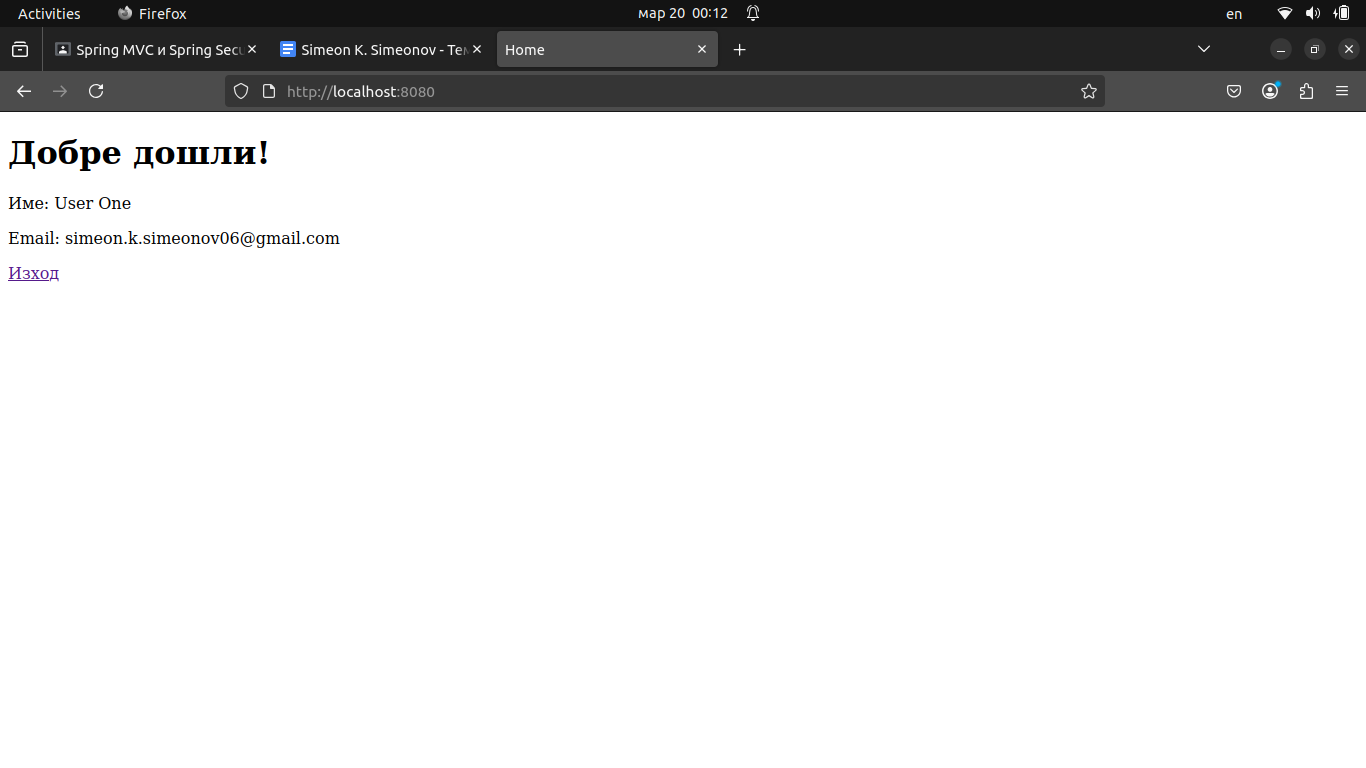 Activities Firefox мар 20 00:12 en
Spring MVC и Spring Secu Simeon K. Simeonov - Тем Home
http://localhost:8080
Добре дошли!
Име: User One
Email: simeon.k.simeonov06@gmail.com
Изход